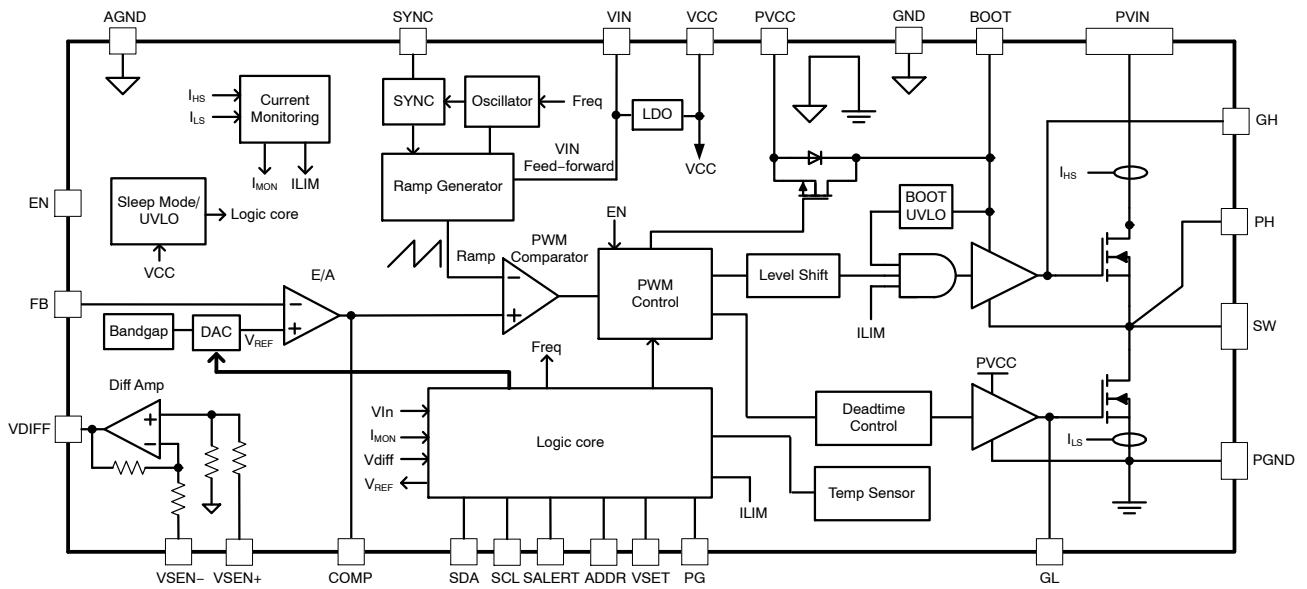 AGND
SYNC
VIN
VCC
PVCC
GND
BOOT
PVIN
I_HS
I_LS
Current
Monitoring
I_MON
ILIM
SYNC
Oscillator
Freq
LDO
VCC
VIN
Feed–forward
Ramp Generator
GH
I_HS
EN
Sleep Mode/
UVLO
Logic core
VCC
EN
BOOT
UVLO
PH
Ramp
PWM
Comparator
−
+
PWM
Control
Level Shift
ILIM
FB
E/A
−
+
Bandgap
DAC
V_REF
SW
Freq
PVCC
Diff Amp
+
−
VDIFF
VIn
I_MON
Vdiff
V_REF
Logic core
ILIM
Deadtime
Control
Temp Sensor
I_LS
PGND
VSEN−
VSEN+
COMP
SDA
SCL
SALERT
ADDR
VSET
PG
GL